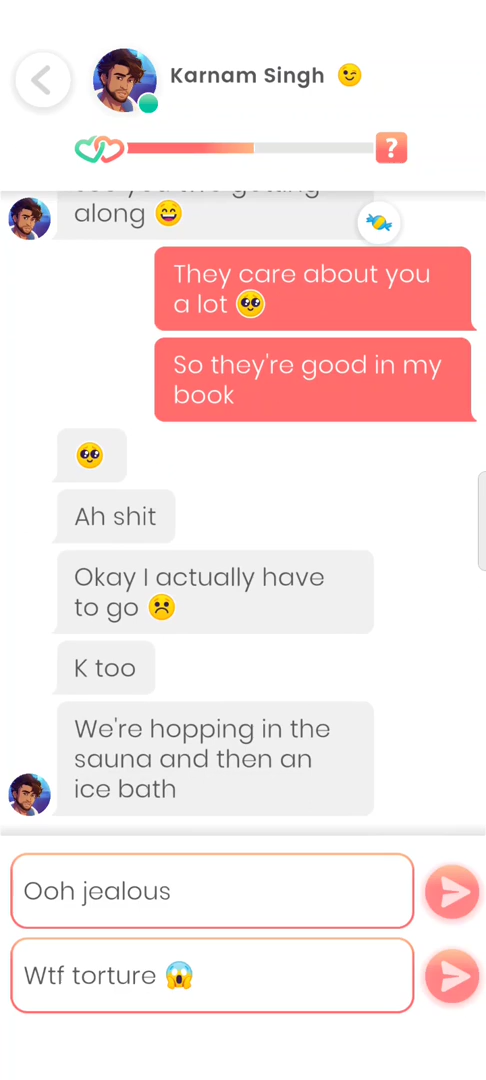 Karnam Singh 😉
?
along 😄
They care about you
a lot 🥺
So they're good in my
book
🥺
Ah shit
Okay I actually have
to go ☹️
K too
We're hopping in the
sauna and then an
ice bath
Ooh jealous
Wtf torture 😱